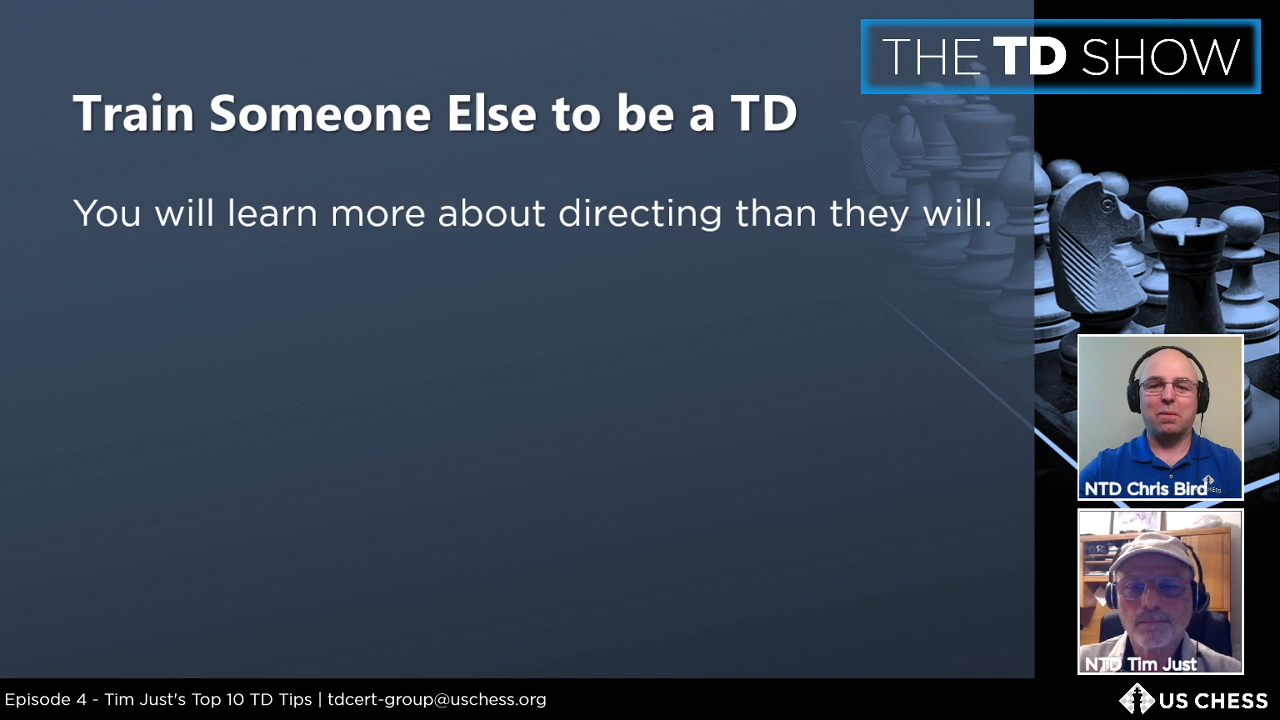 THE TD SHOW
Train Someone Else to be a TD
You will learn more about directing than they will.
NTD Chris Bird
NTD Tim Just
Episode 4 - Tim Just's Top 10 TD Tips | tdcert-group@uschess.org
US CHESS